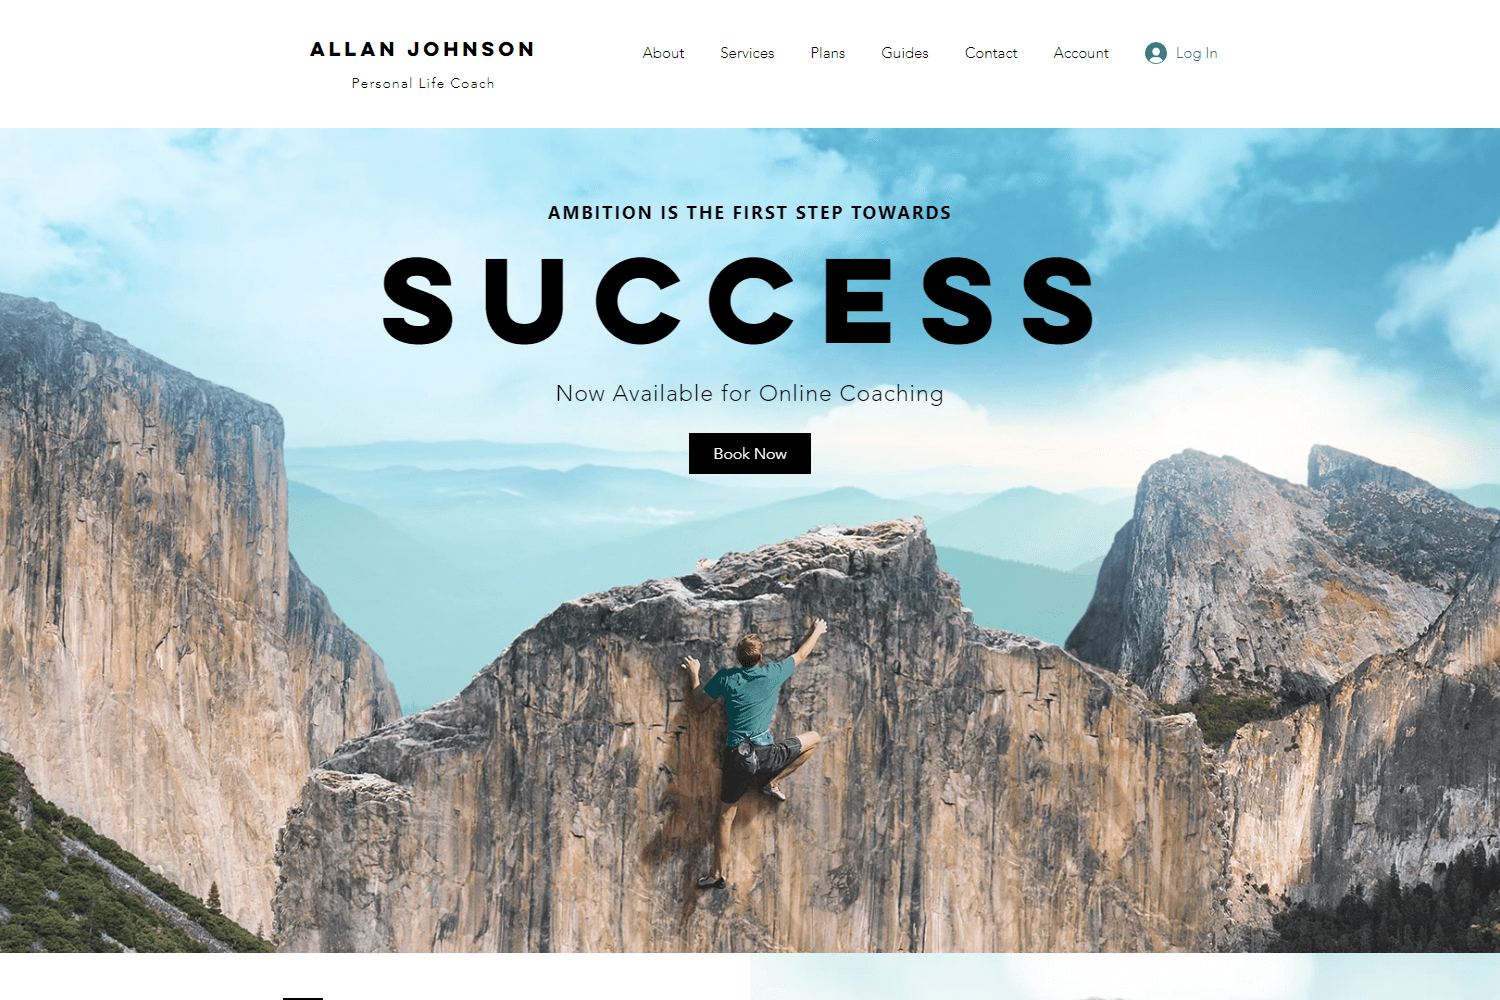 ALLAN JOHNSON
Personal Life Coach
About Services Plans Guides Contact Account Log In
AMBITION IS THE FIRST STEP TOWARDS
SUCCESS
Now Available for Online Coaching
Book Now